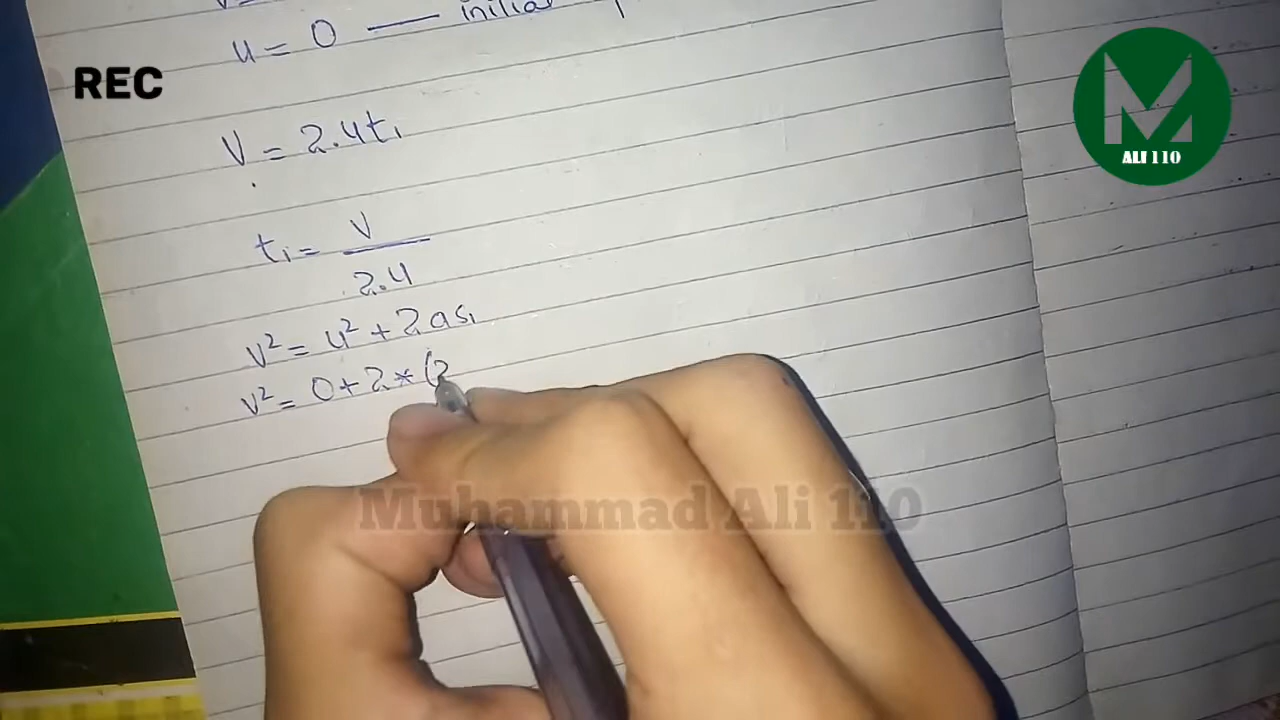 u = 0 — initial
REC
V = 2.4t₁
t₁ = V / 2.4
v² = u² + 2as₁
v² = 0 + 2 * (2
M
ALI 110
Muhammad Ali 110